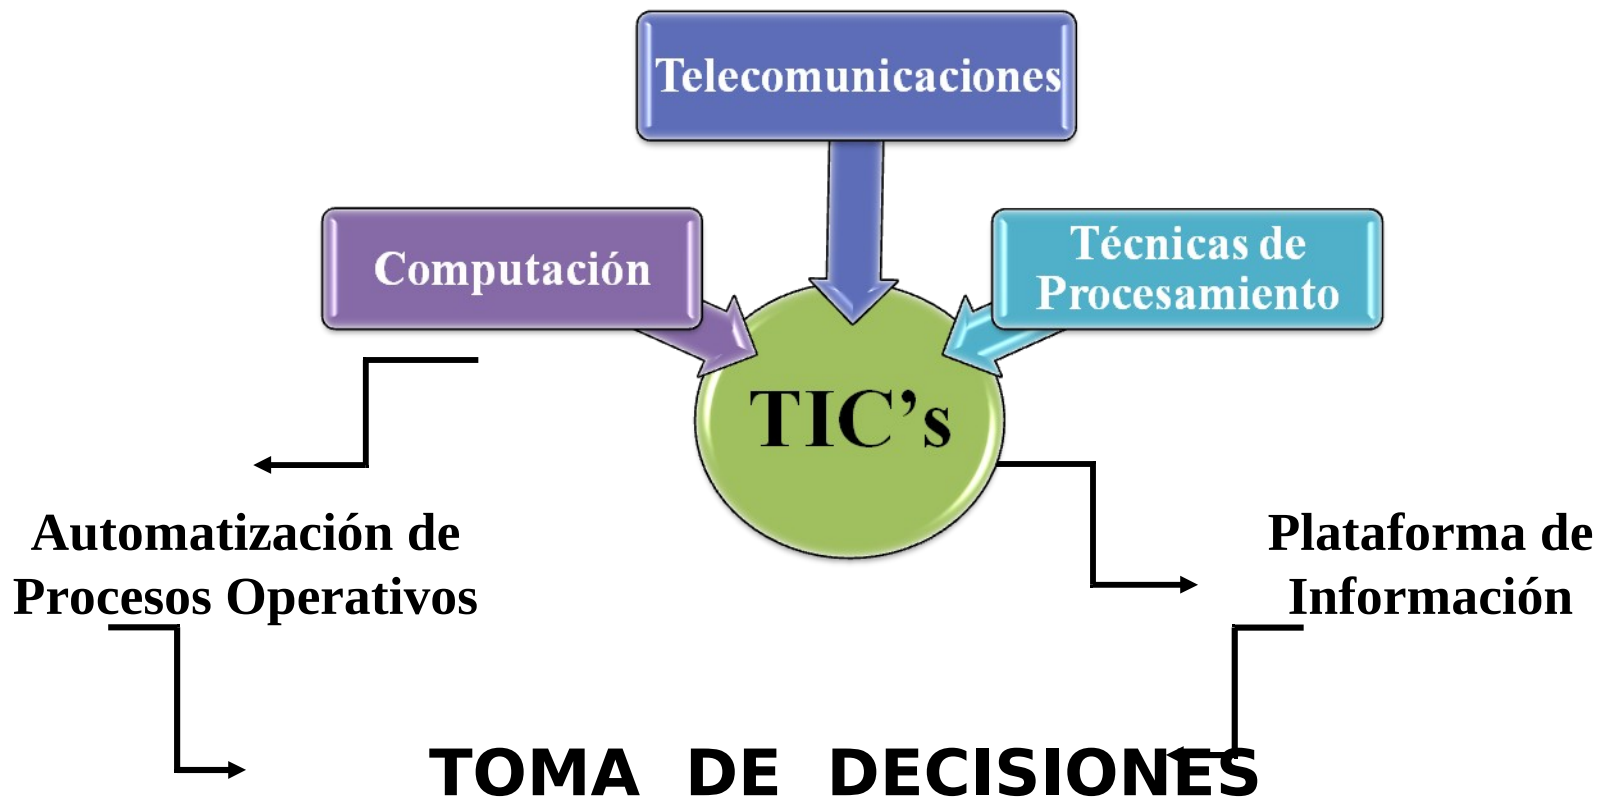 Telecomunicaciones
Computación
Técnicas de
Procesamiento
TIC’s
Automatización de
Procesos Operativos
Plataforma de
Información
TOMA DE DECISIONES